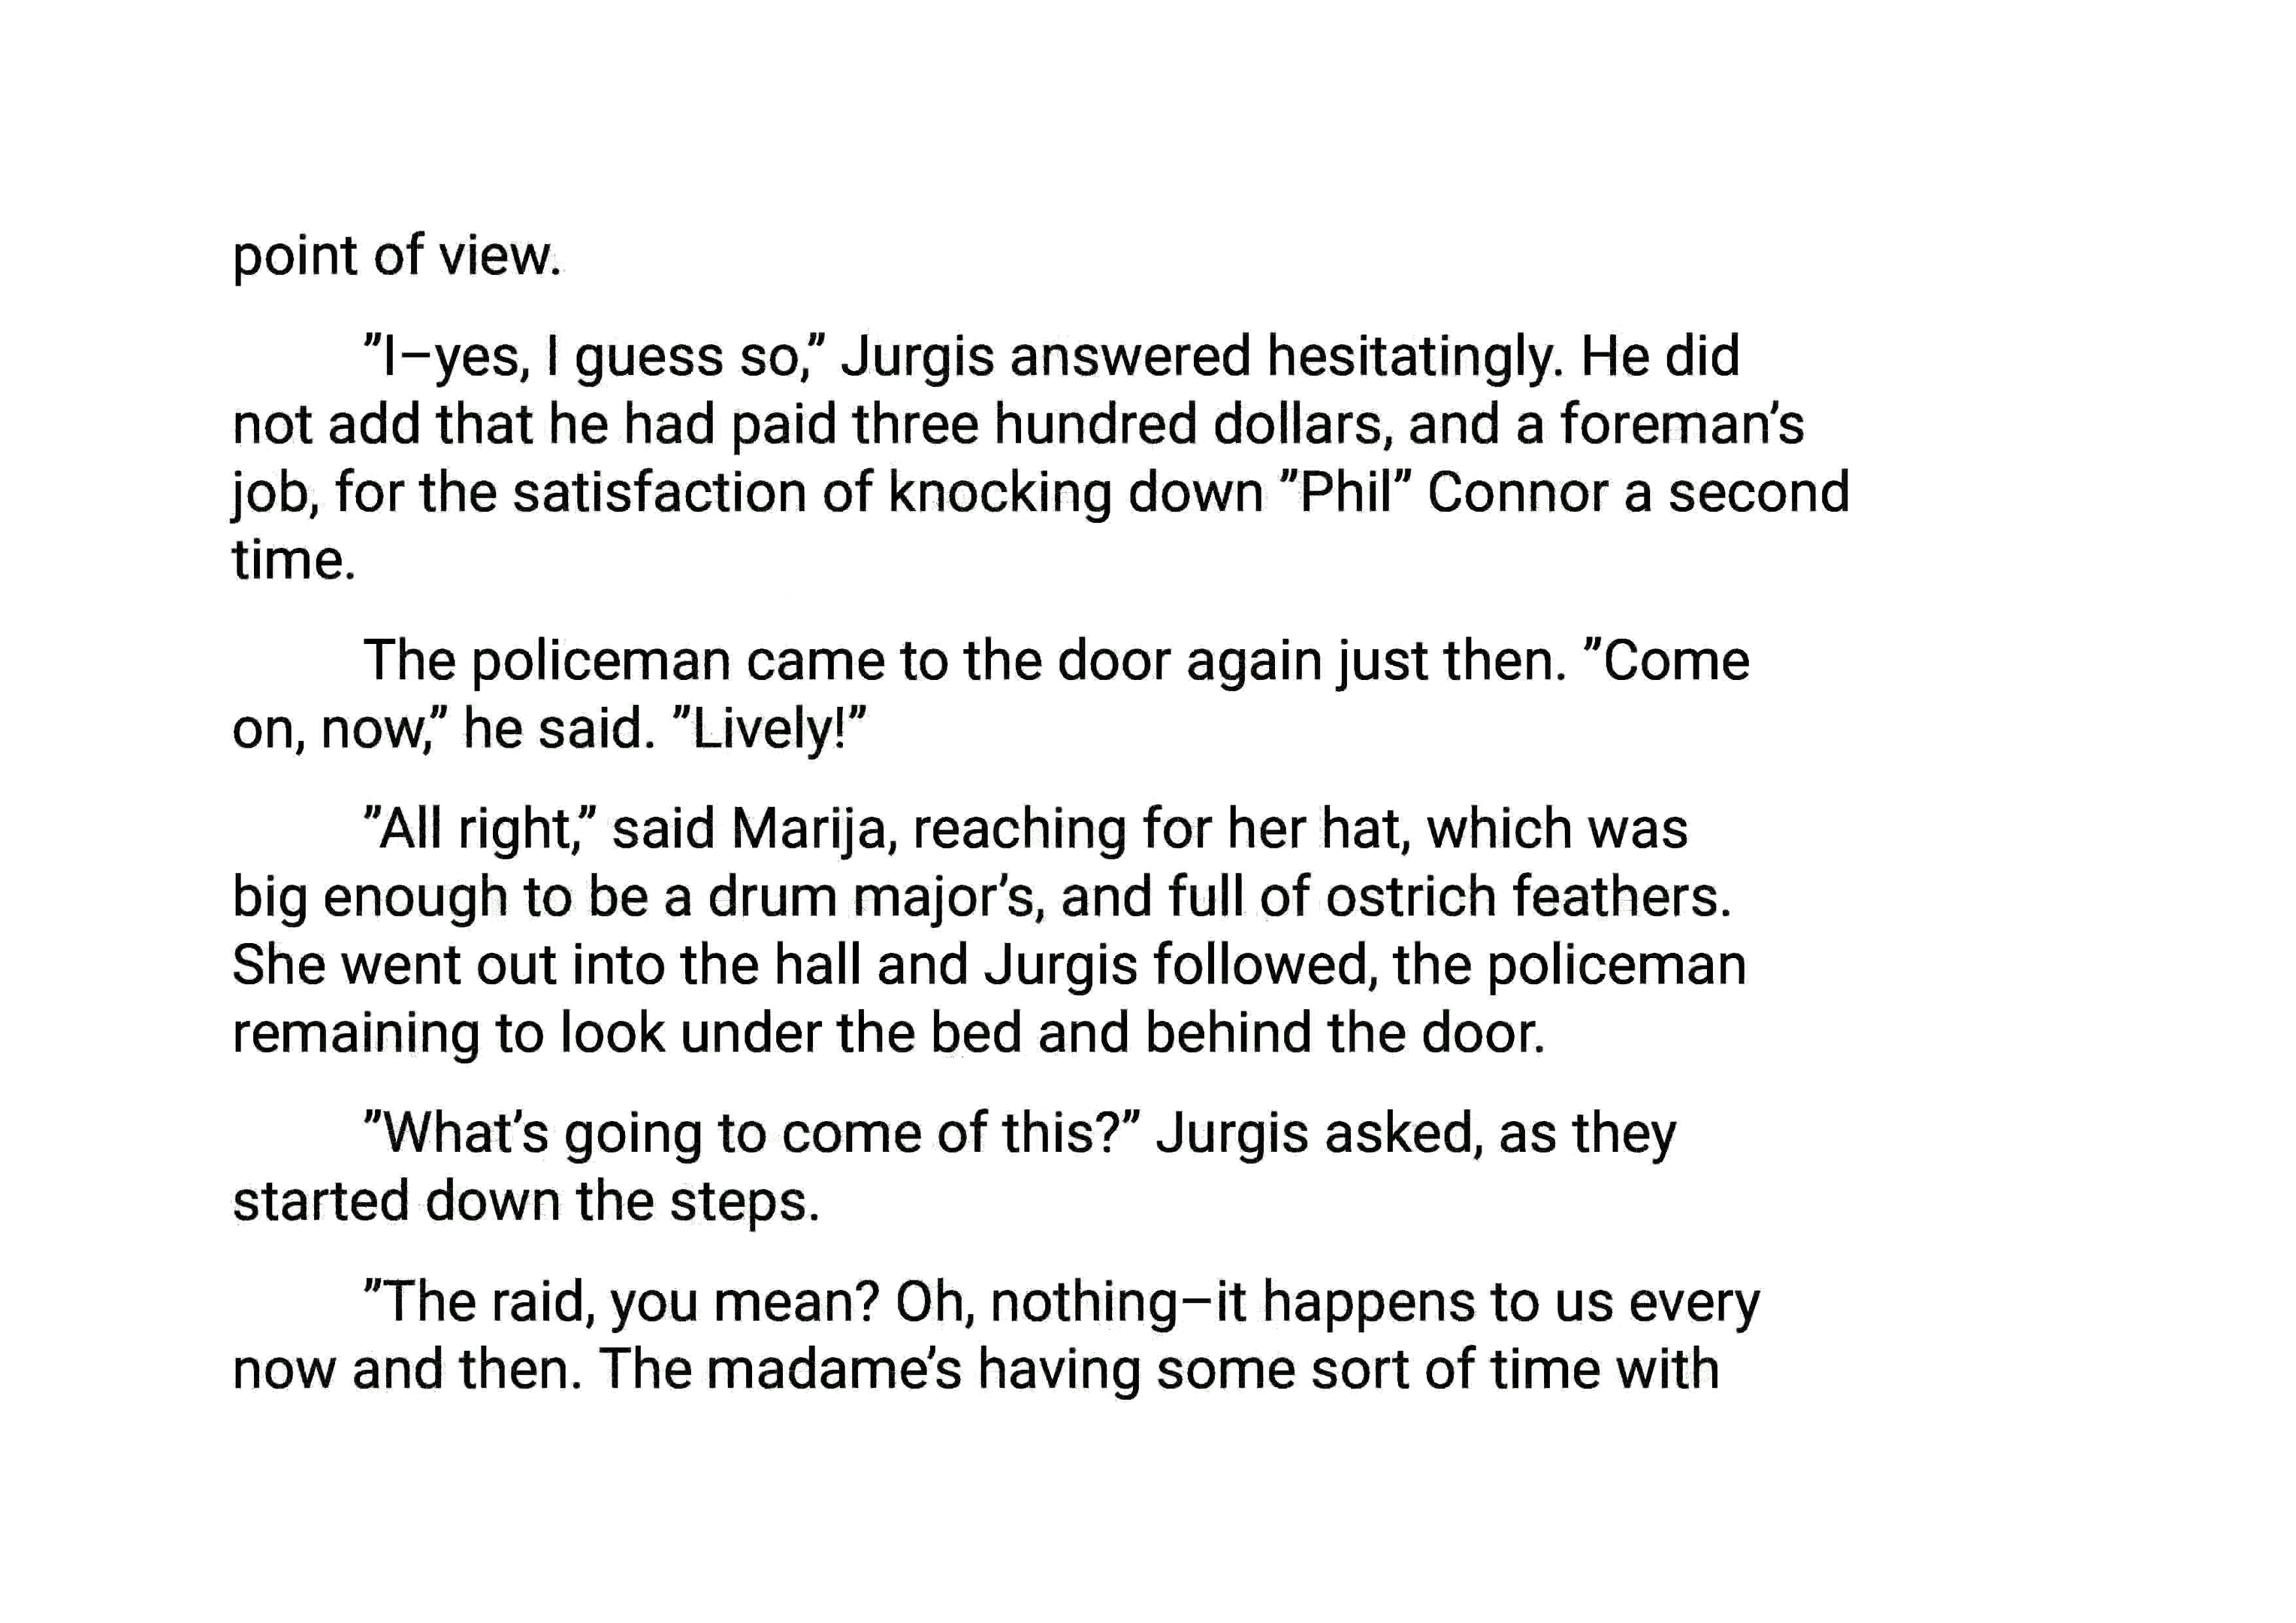 point of view.
”I–yes, I guess so,” Jurgis answered hesitatingly. He did
not add that he had paid three hundred dollars, and a foreman’s
job, for the satisfaction of knocking down ”Phil” Connor a second
time.
The policeman came to the door again just then. ”Come
on, now,” he said. ”Lively!”
”All right,” said Marija, reaching for her hat, which was
big enough to be a drum major’s, and full of ostrich feathers.
She went out into the hall and Jurgis followed, the policeman
remaining to look under the bed and behind the door.
”What’s going to come of this?” Jurgis asked, as they
started down the steps.
”The raid, you mean? Oh, nothing–it happens to us every
now and then. The madame’s having some sort of time with